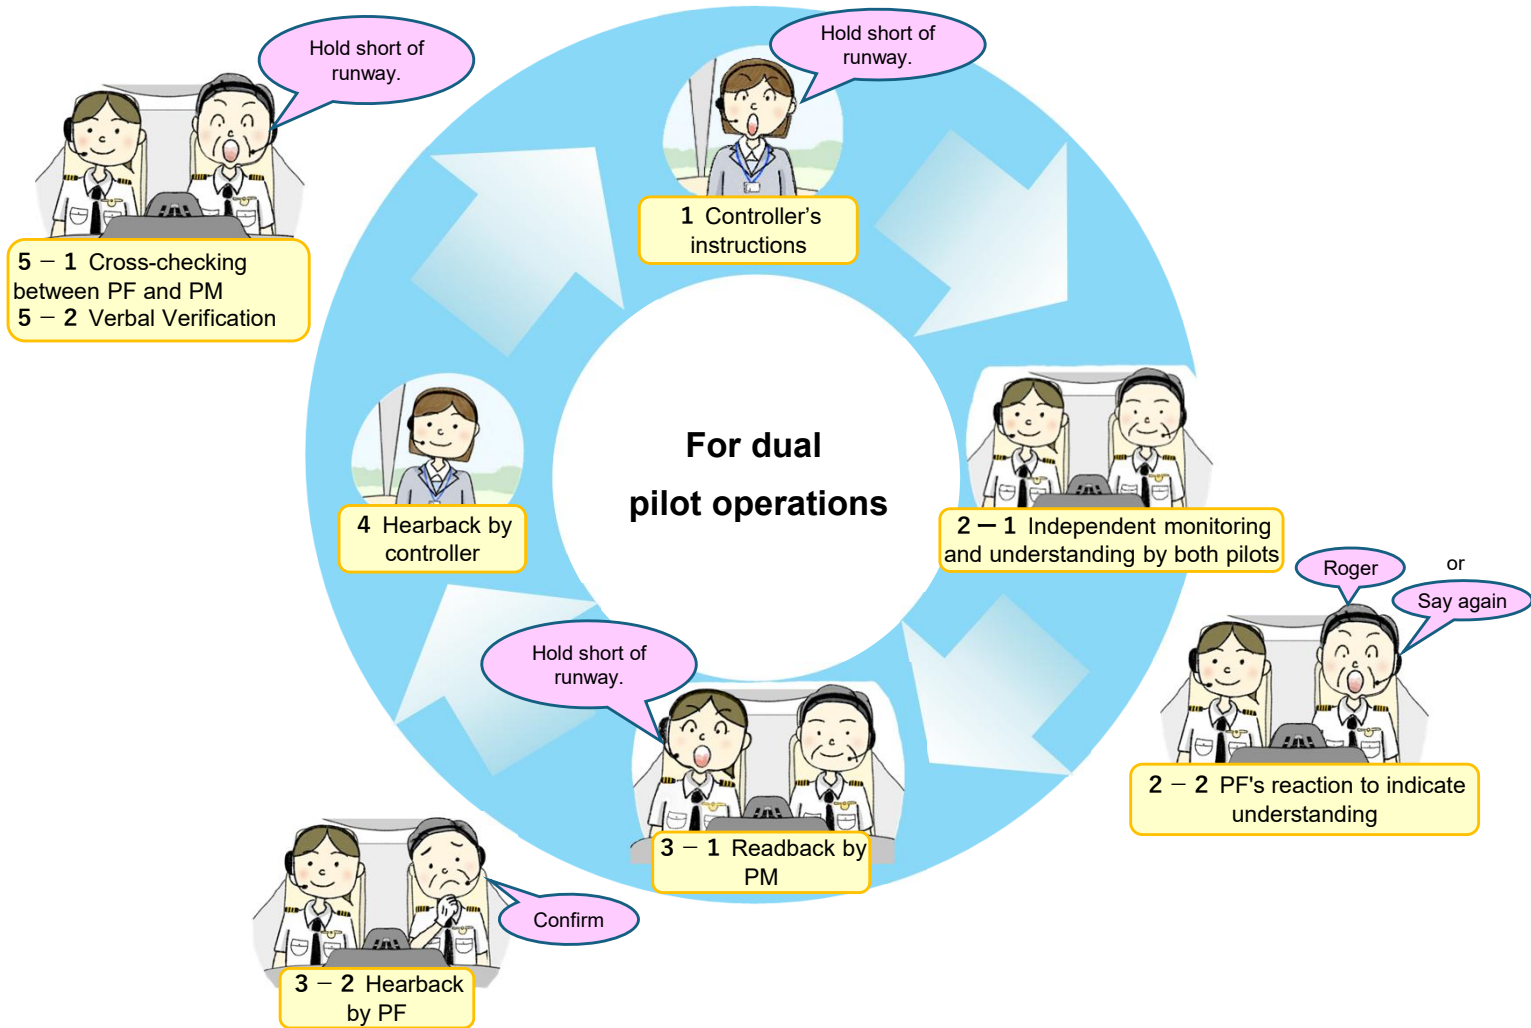 For dual
pilot operations
Hold short of
runway.
1 Controller's
instructions
2 − 1 Independent monitoring
and understanding by both pilots
Roger
or
Say again
2 − 2 PF's reaction to indicate
understanding
Hold short of
runway.
3 − 1 Readback by
PM
Confirm
3 − 2 Hearback
by PF
4 Hearback by
controller
Hold short of
runway.
5 − 1 Cross-checking
between PF and PM
5 − 2 Verbal Verification